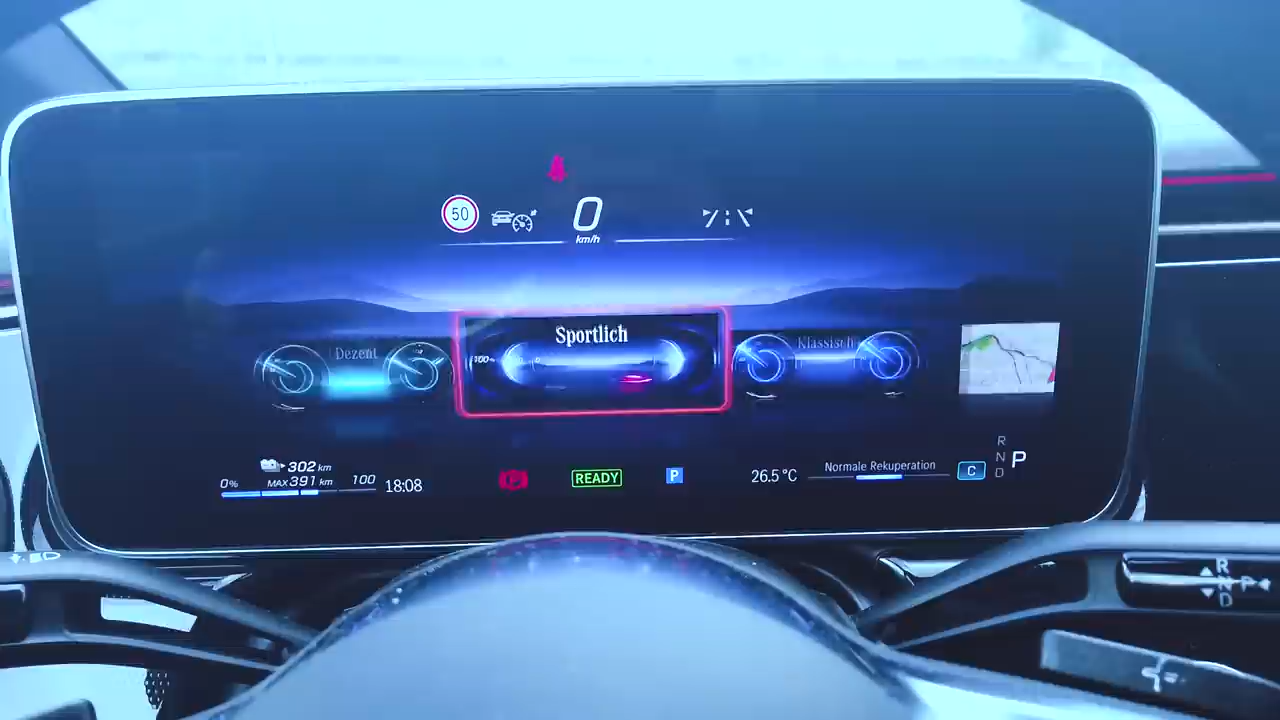 50
0
km/h
Dezent
Sportlich
100%
Klassisch
302 km
0% MAX 391 km 100
18:08
P
READY
P
26.5 °C
Normale Rekuperation
C
R
N
D
P
R
N P
D